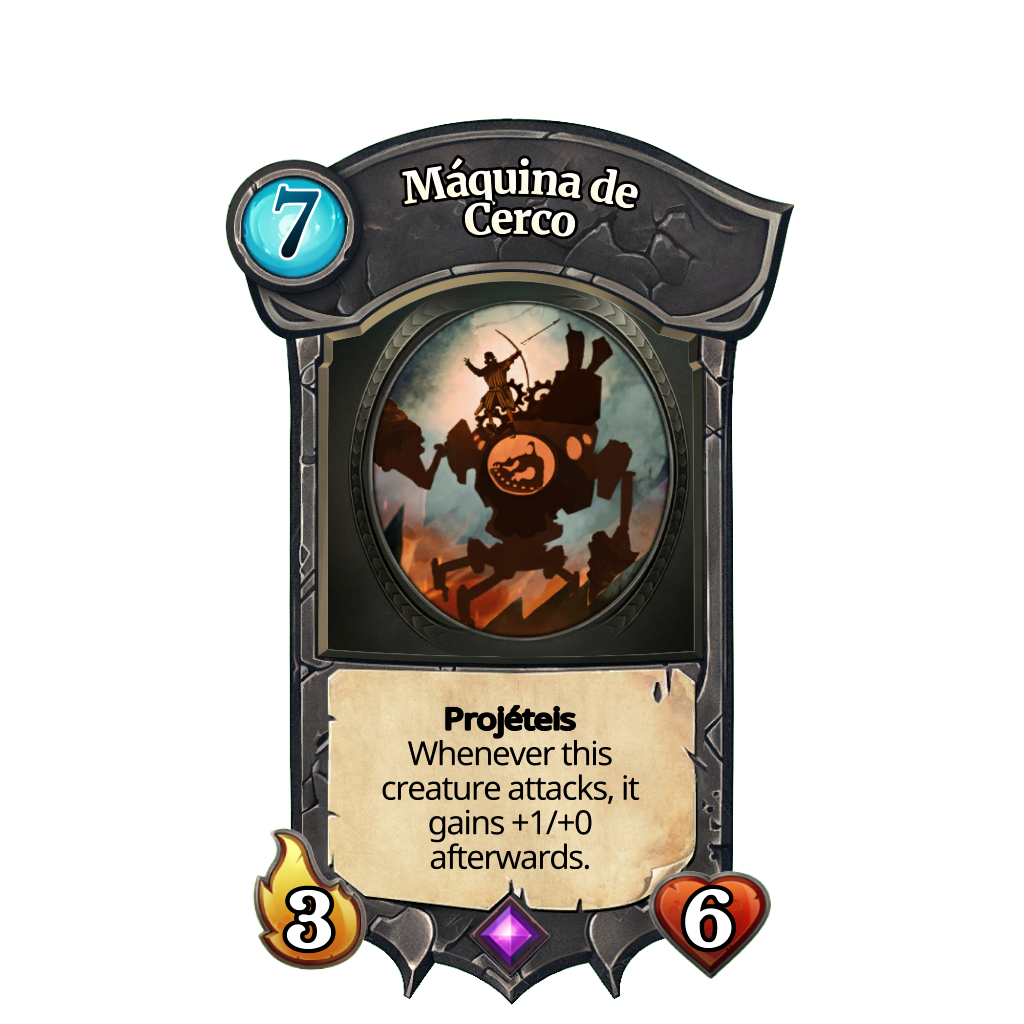 7
Máquina de
Cerco
Projéteis
Whenever this
creature attacks, it
gains +1/+0
afterwards.
3
6